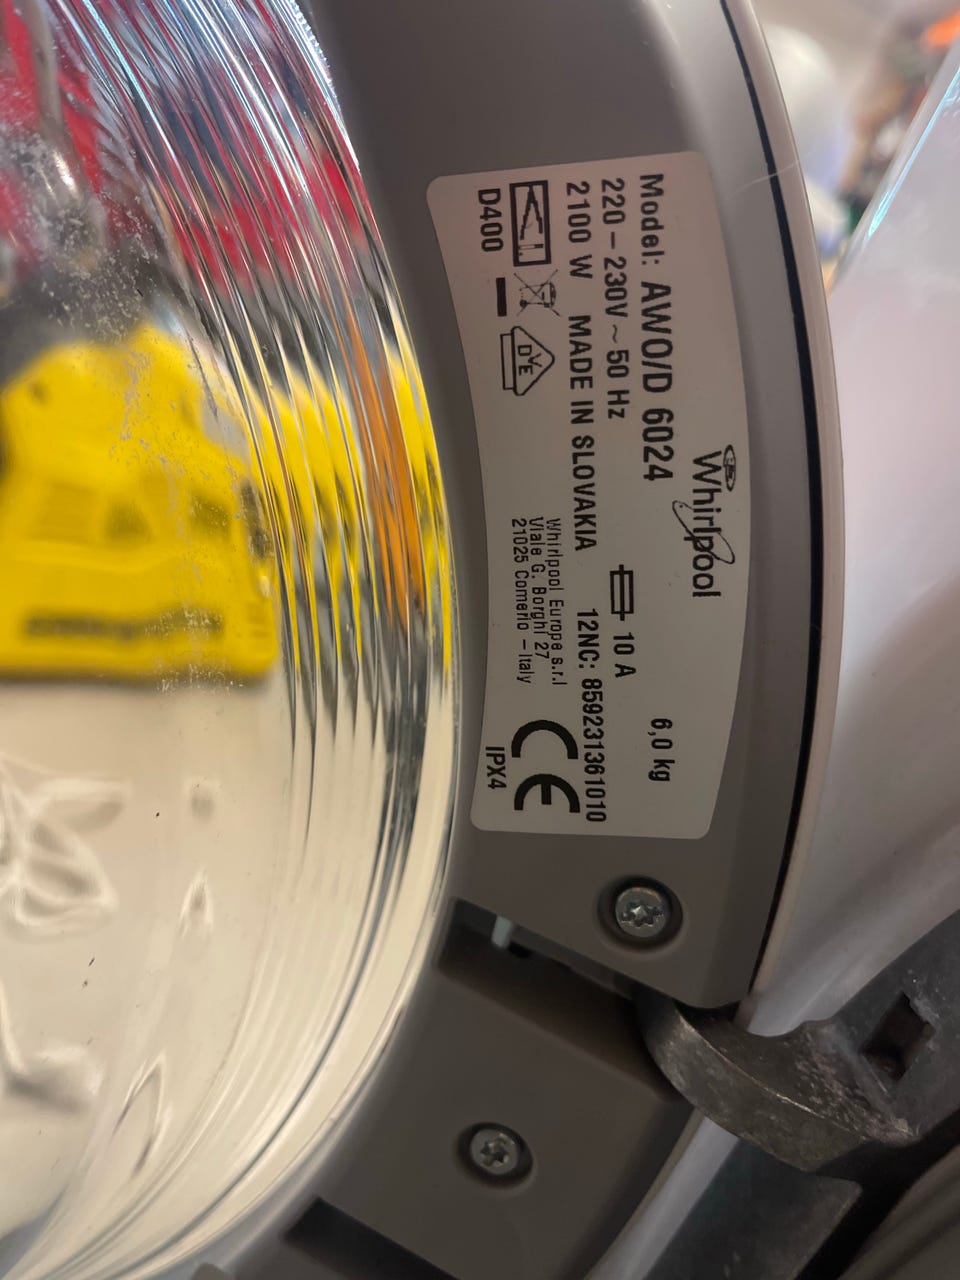 Whirlpool
Model: AWO/D 6024
6,0 kg
220–230V ~ 50 Hz
10 A
2100 W MADE IN SLOVAKIA
12NC: 859231361010
Whirlpool Europe s.r.l
Viale G. Borghi 27
21025 Comerio – Italy
DVE
CE
D400
IPX4